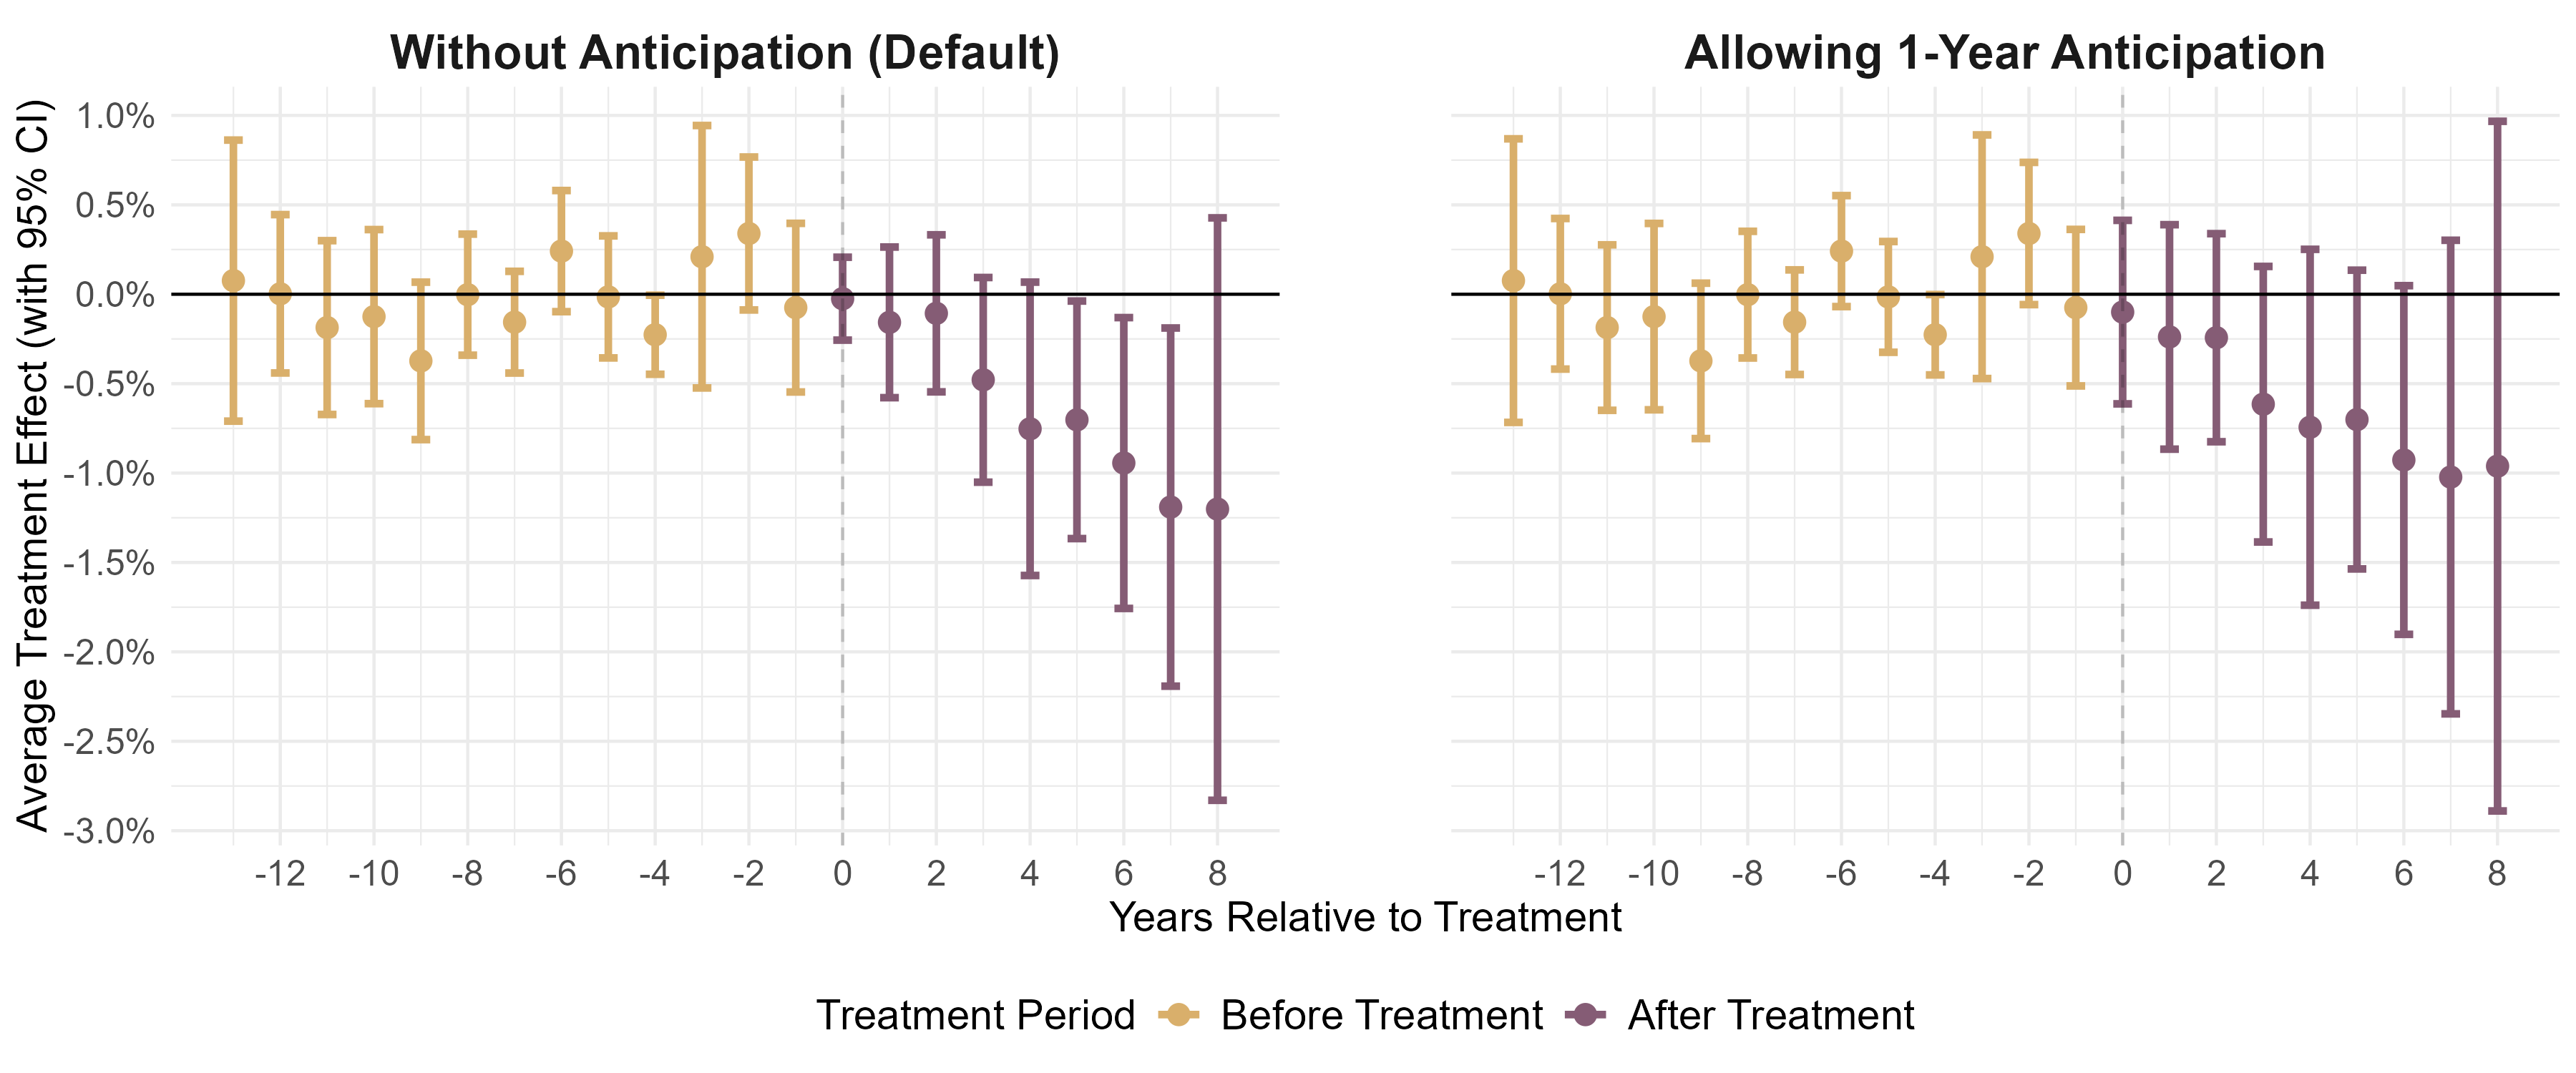 Without Anticipation (Default)
Allowing 1-Year Anticipation
Average Treatment Effect (with 95% CI)
1.0%
0.5%
0.0%
-0.5%
-1.0%
-1.5%
-2.0%
-2.5%
-3.0%
-12 -10 -8 -6 -4 -2 0 2 4 6 8
-12 -10 -8 -6 -4 -2 0 2 4 6 8
Years Relative to Treatment
Treatment Period Before Treatment After Treatment